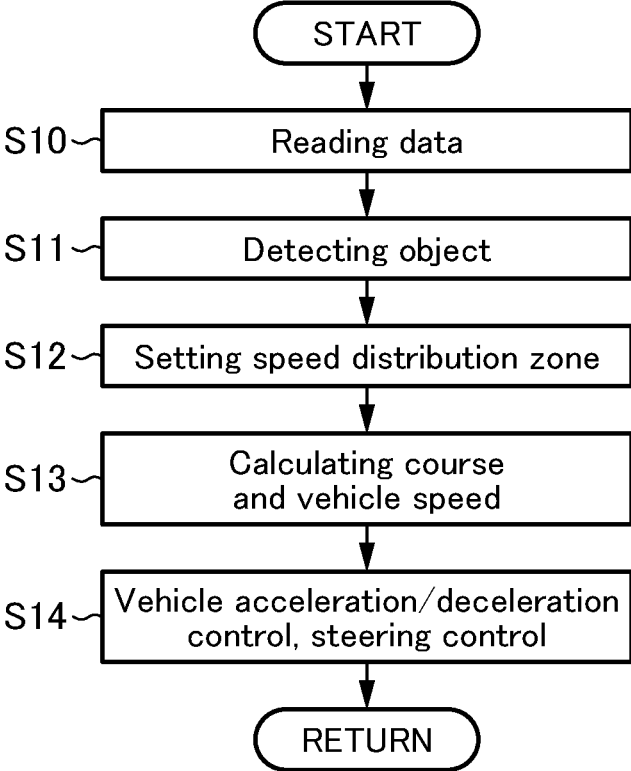 START
S10 Reading data
S11 Detecting object
S12 Setting speed distribution zone
S13 Calculating course
and vehicle speed
S14 Vehicle acceleration/deceleration
control, steering control
RETURN